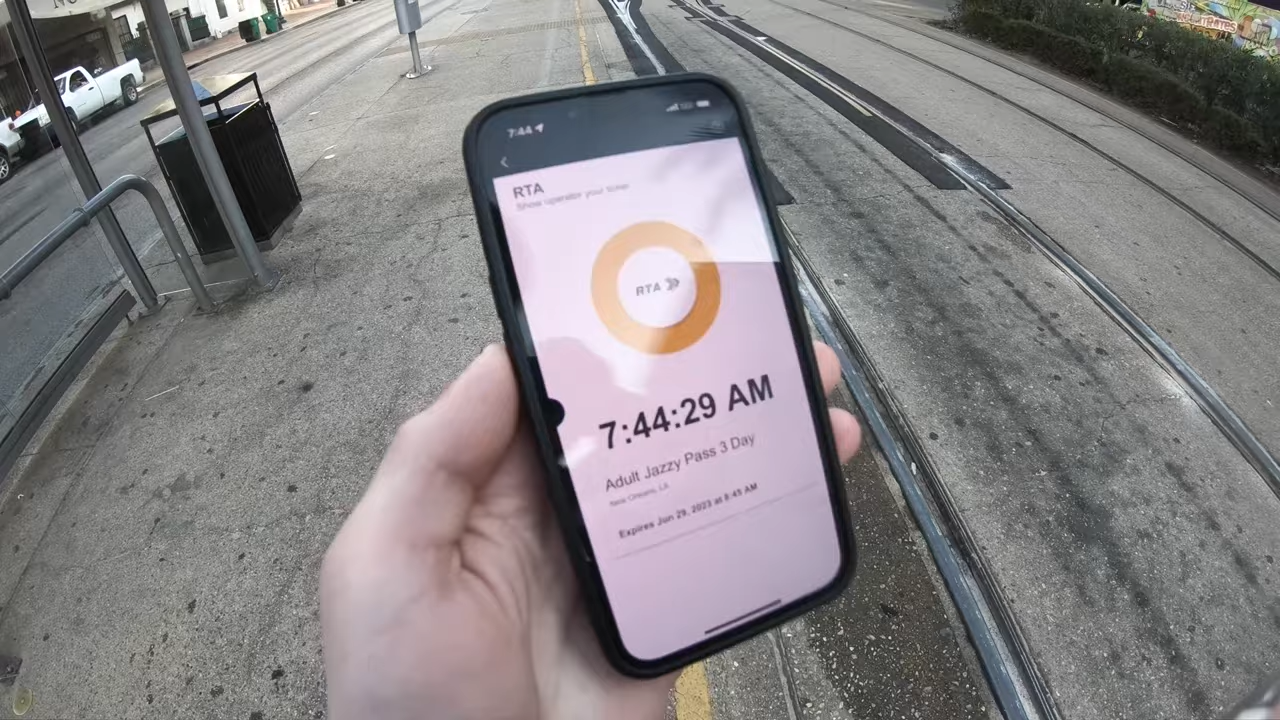 7:44
RTA
Show operator your ticket
RTA
7:44:29 AM
Adult Jazzy Pass 3 Day
New Orleans, LA
Expires Jun 29, 2023 at 8:45 AM